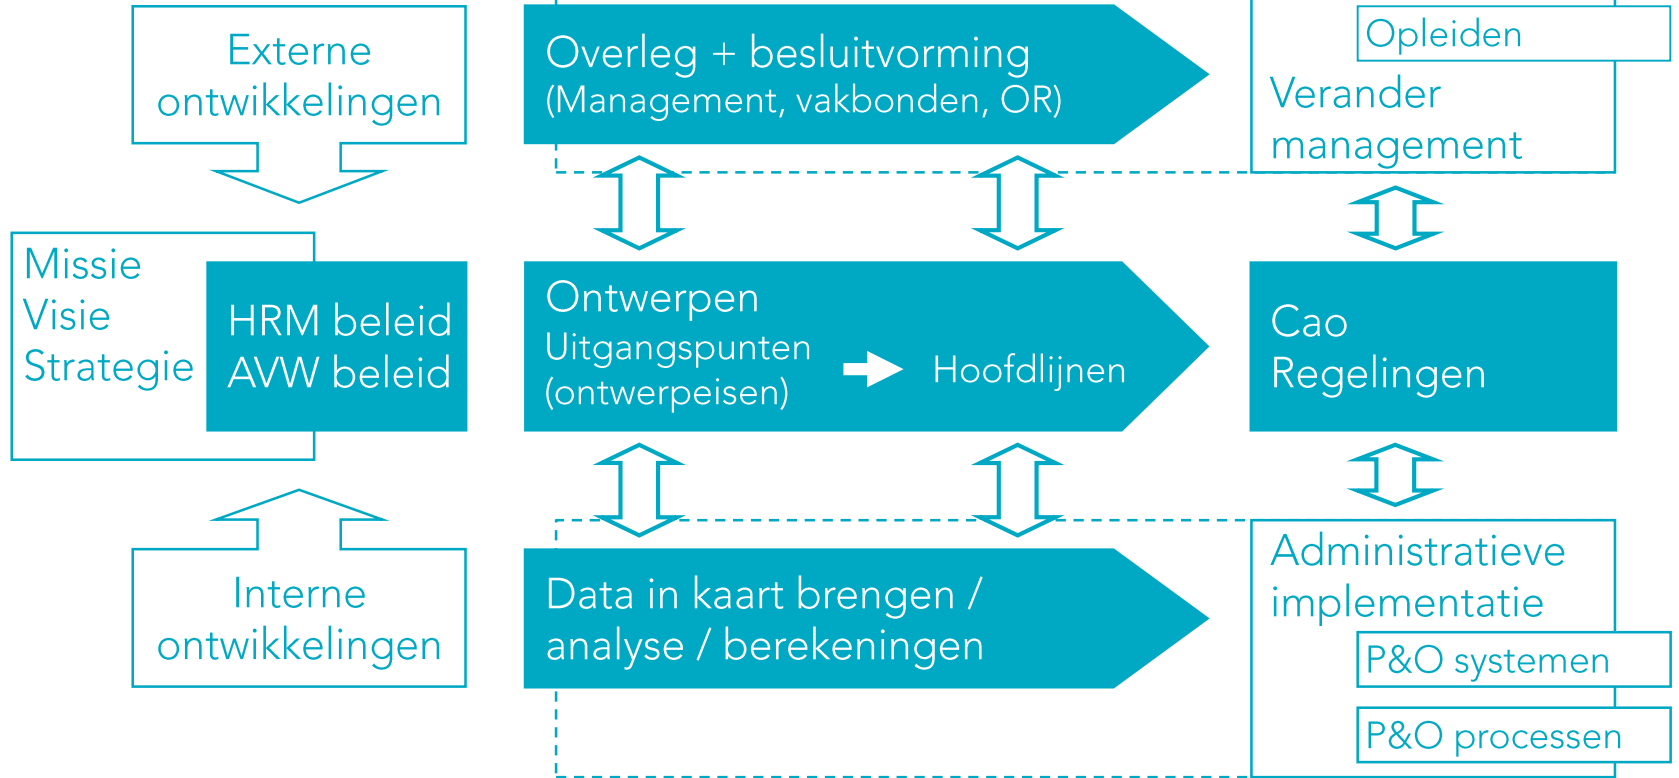 Externe
ontwikkelingen
Overleg + besluitvorming
(Management, vakbonden, OR)
Opleiden
Verander
management
Missie
Visie
Strategie
HRM beleid
AVW beleid
Ontwerpen
Uitgangspunten
(ontwerpeisen)
Hoofdlijnen
Cao
Regelingen
Interne
ontwikkelingen
Data in kaart brengen /
analyse / berekeningen
Administratieve
implementatie
P&O systemen
P&O processen